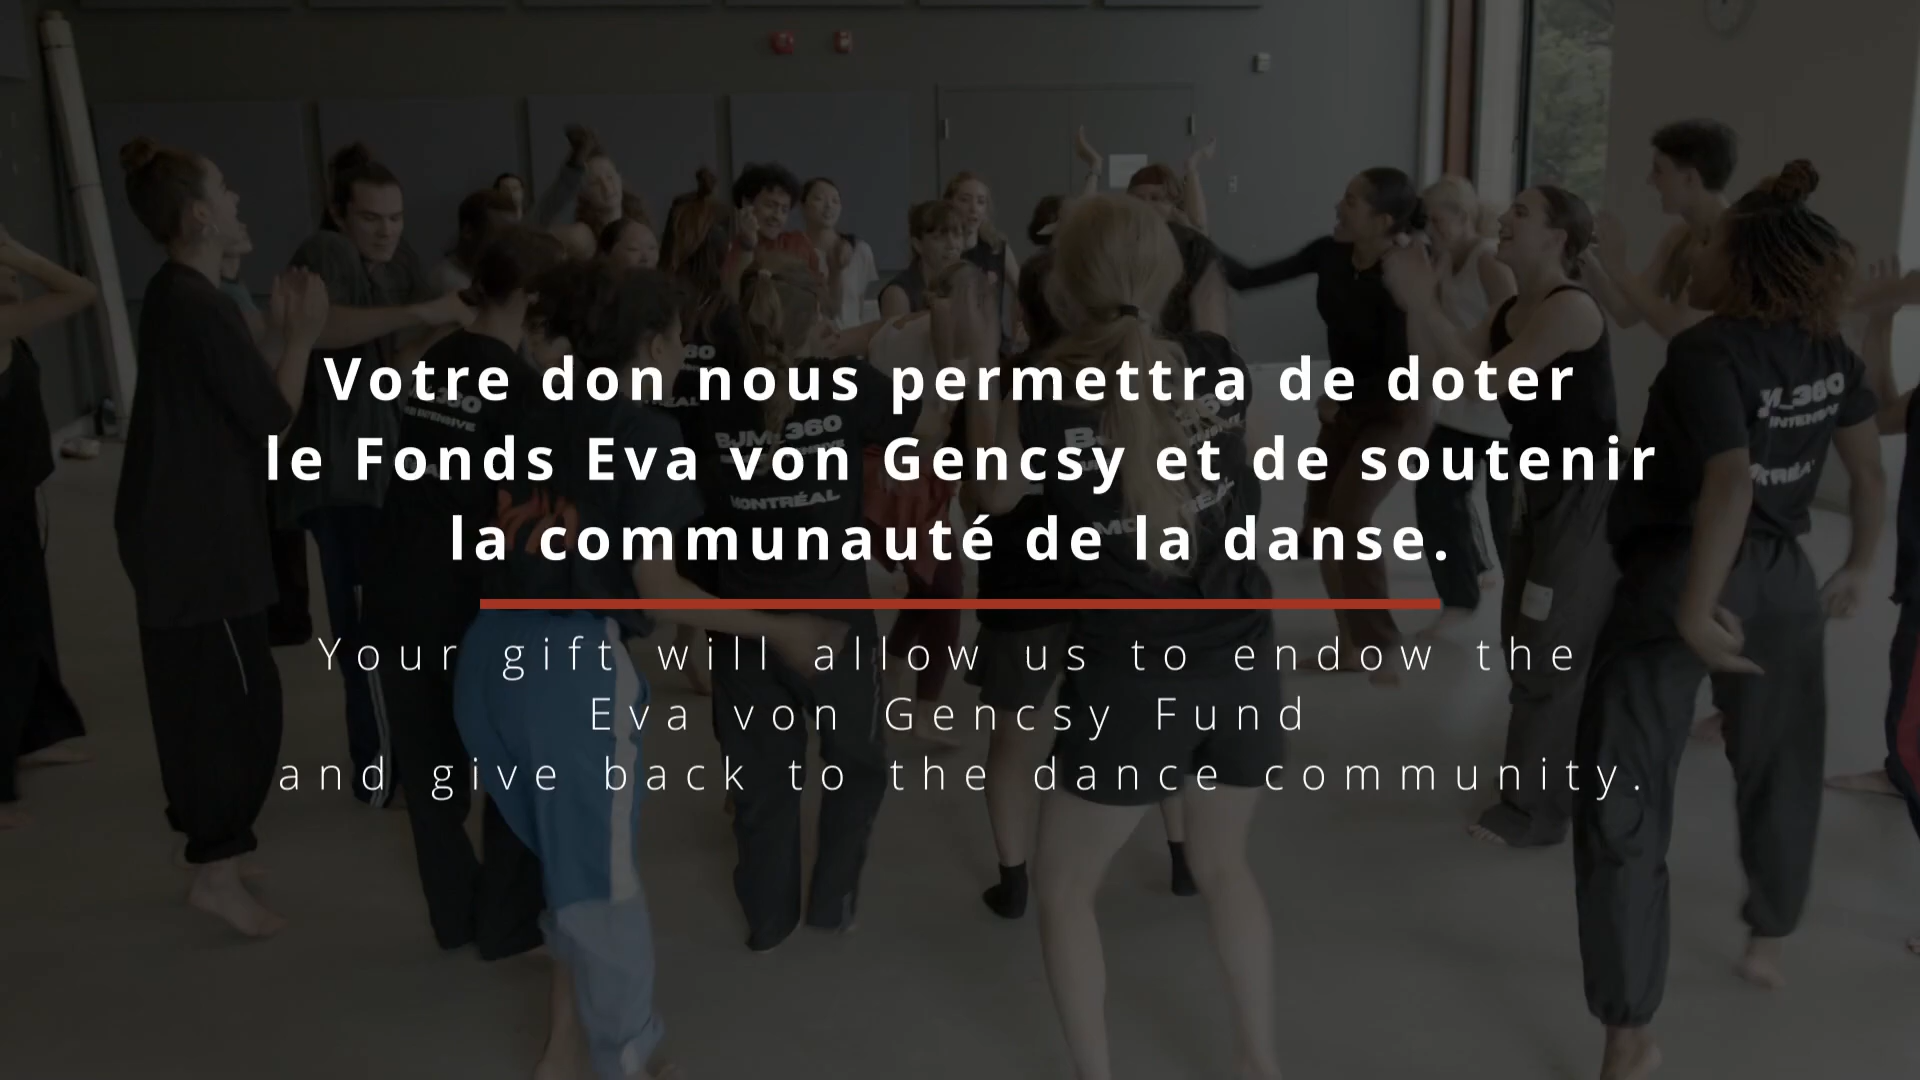 Votre don nous permettra de doter
le Fonds Eva von Gencsy et de soutenir
la communauté de la danse.
Your gift will allow us to endow the
Eva von Gencsy Fund
and give back to the dance community.
BJM_360
MONTRÉAL